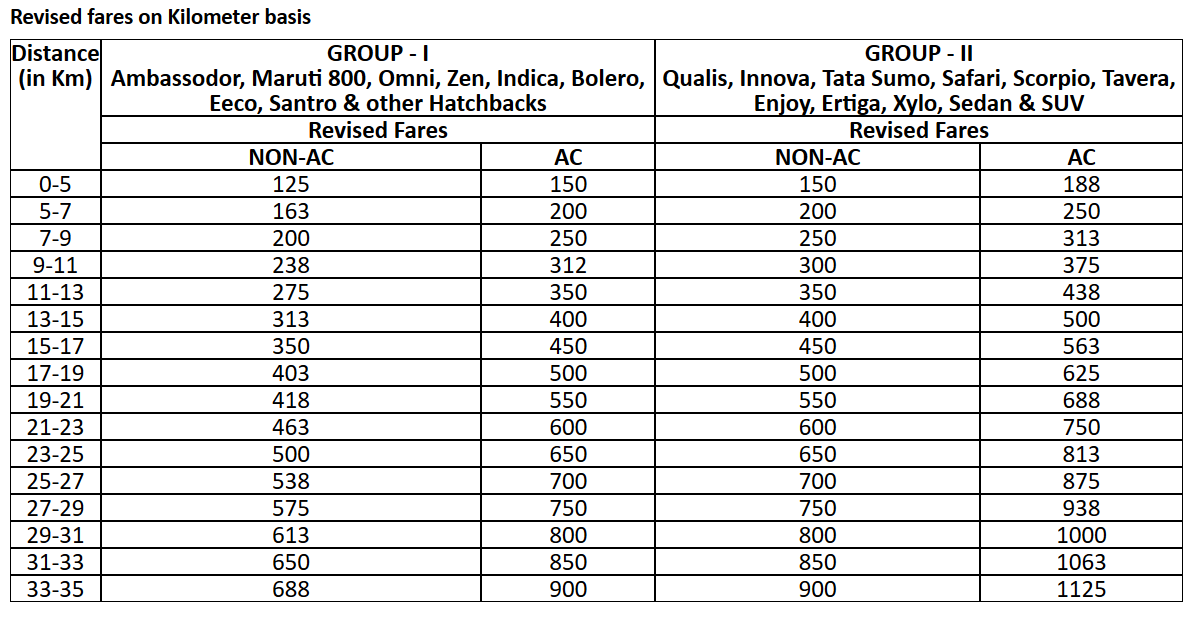 Revised fares on Kilometer basis
Distance (in Km) GROUP - I GROUP - II
Ambassodor, Maruti 800, Omni, Zen, Indica, Bolero, Eeco, Santro & other Hatchbacks Qualis, Innova, Tata Sumo, Safari, Scorpio, Tavera, Enjoy, Ertiga, Xylo, Sedan & SUV
Revised Fares Revised Fares
NON-AC AC NON-AC AC
0-5 125 150 150 188
5-7 163 200 200 250
7-9 200 250 250 313
9-11 238 312 300 375
11-13 275 350 350 438
13-15 313 400 400 500
15-17 350 450 450 563
17-19 403 500 500 625
19-21 418 550 550 688
21-23 463 600 600 750
23-25 500 650 650 813
25-27 538 700 700 875
27-29 575 750 750 938
29-31 613 800 800 1000
31-33 650 850 850 1063
33-35 688 900 900 1125